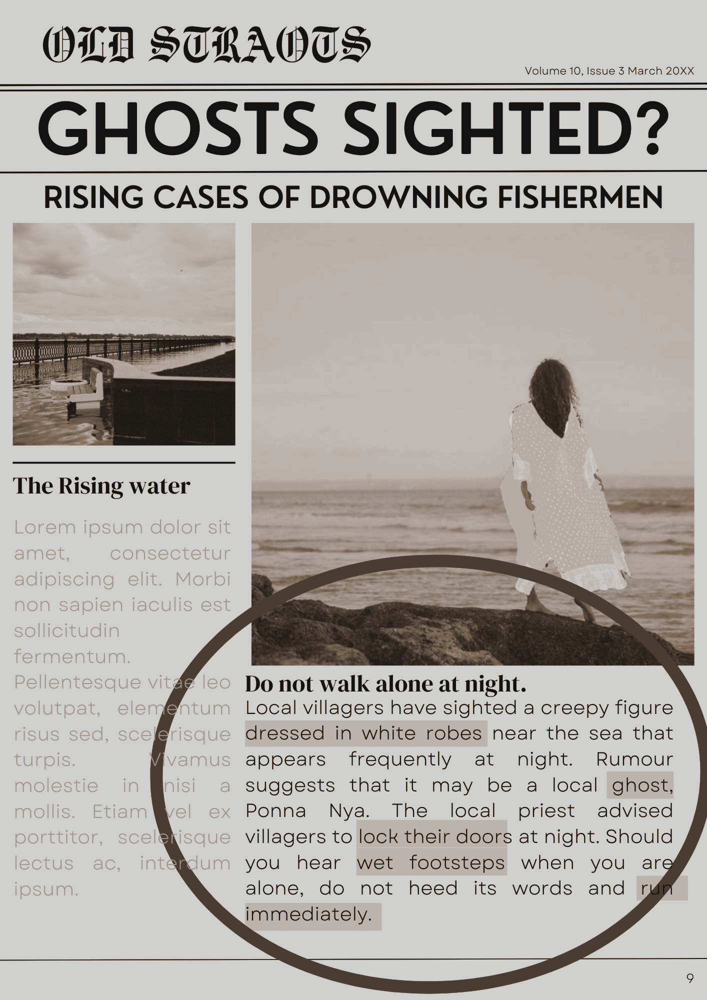 OLD STRAOTS
Volume 10, Issue 3 March 20XX
GHOSTS SIGHTED?
RISING CASES OF DROWNING FISHERMEN
The Rising water
Lorem ipsum dolor sit
amet, consectetur
adipiscing elit. Morbi
non sapien iaculis est
sollicitudin
fermentum.
Pellentesque vitae leo
volutpat, elementum
risus sed, scelerisque
turpis. Vivamus
molestie in nisi a
mollis. Etiam vel ex
porttitor, scelerisque
lectus ac, interdum
ipsum.
Do not walk alone at night.
Local villagers have sighted a creepy figure
dressed in white robes near the sea that
appears frequently at night. Rumour
suggests that it may be a local ghost,
Ponna Nya. The local priest advised
villagers to lock their doors at night. Should
you hear wet footsteps when you are
alone, do not heed its words and run
immediately.
9